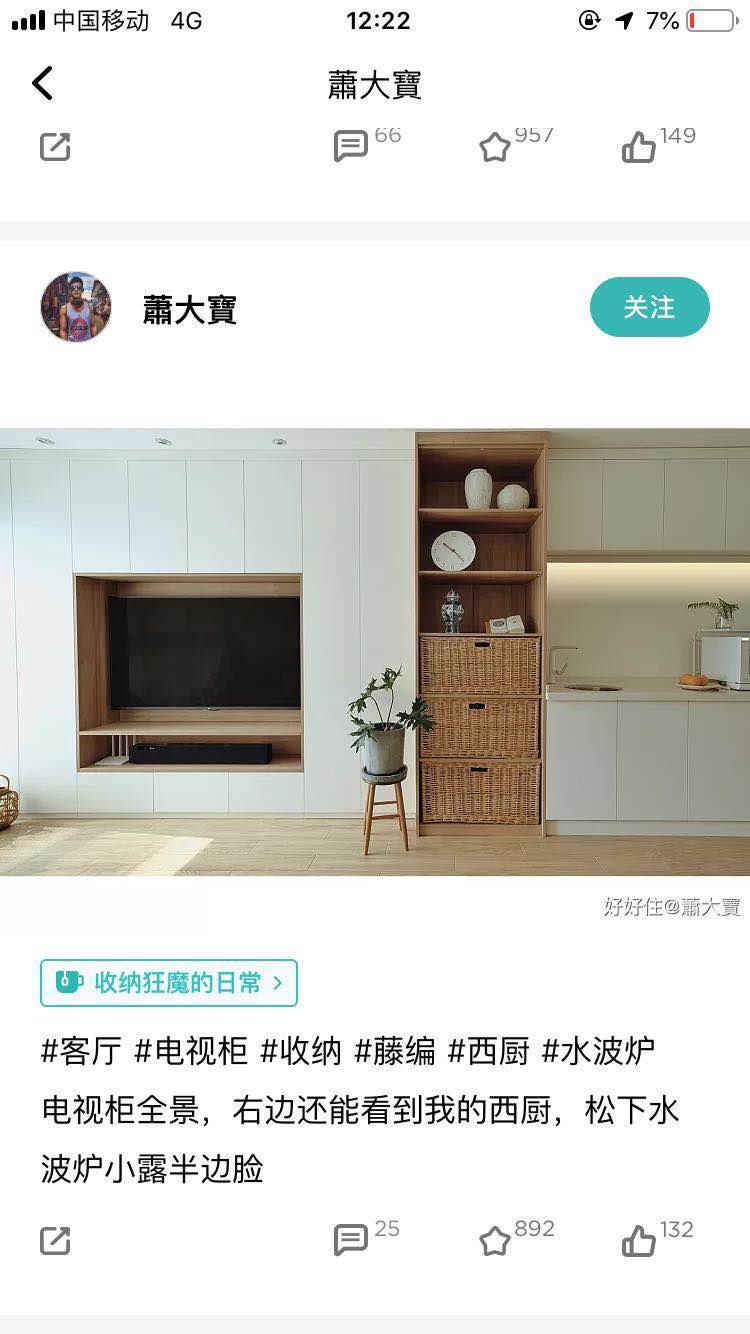 中国移动 4G 12:22 7%
蕭大寶
66 957 149
蕭大寶
关注
好好住@蕭大寶
收纳狂魔的日常
#客厅 #电视柜 #收纳 #藤编 #西厨 #水波炉
电视柜全景，右边还能看到我的西厨，松下水
波炉小露半边脸
25 892 132